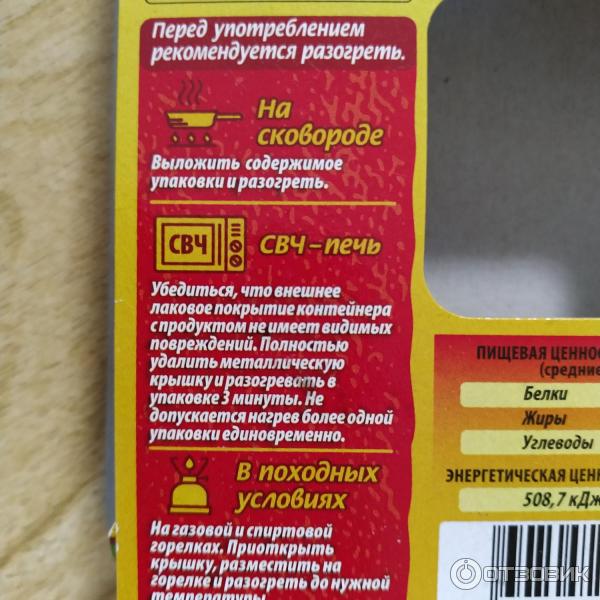 Перед употреблением
рекомендуется разогреть.
На
сковороде
Выложить содержимое
упаковки и разогреть.
СВЧ
СВЧ-печь
Убедиться, что внешнее
лаковое покрытие контейнера
с продуктом не имеет видимых
повреждений. Полностью
удалить металлическую
крышку и разогревать в
упаковке 3 минуты. Не
допускается нагрев более одной
упаковки единовременно.
В походных
условиях
На газовой и спиртовой
горелках. Приоткрыть
крышку, разместить на
горелке и разогреть до нужной
температуры
ПИЩЕВАЯ ЦЕННОС
(средние
Белки
Жиры
Углеводы
ЭНЕРГЕТИЧЕСКАЯ ЦЕНН
508,7 кДж
ОТЗОВИК